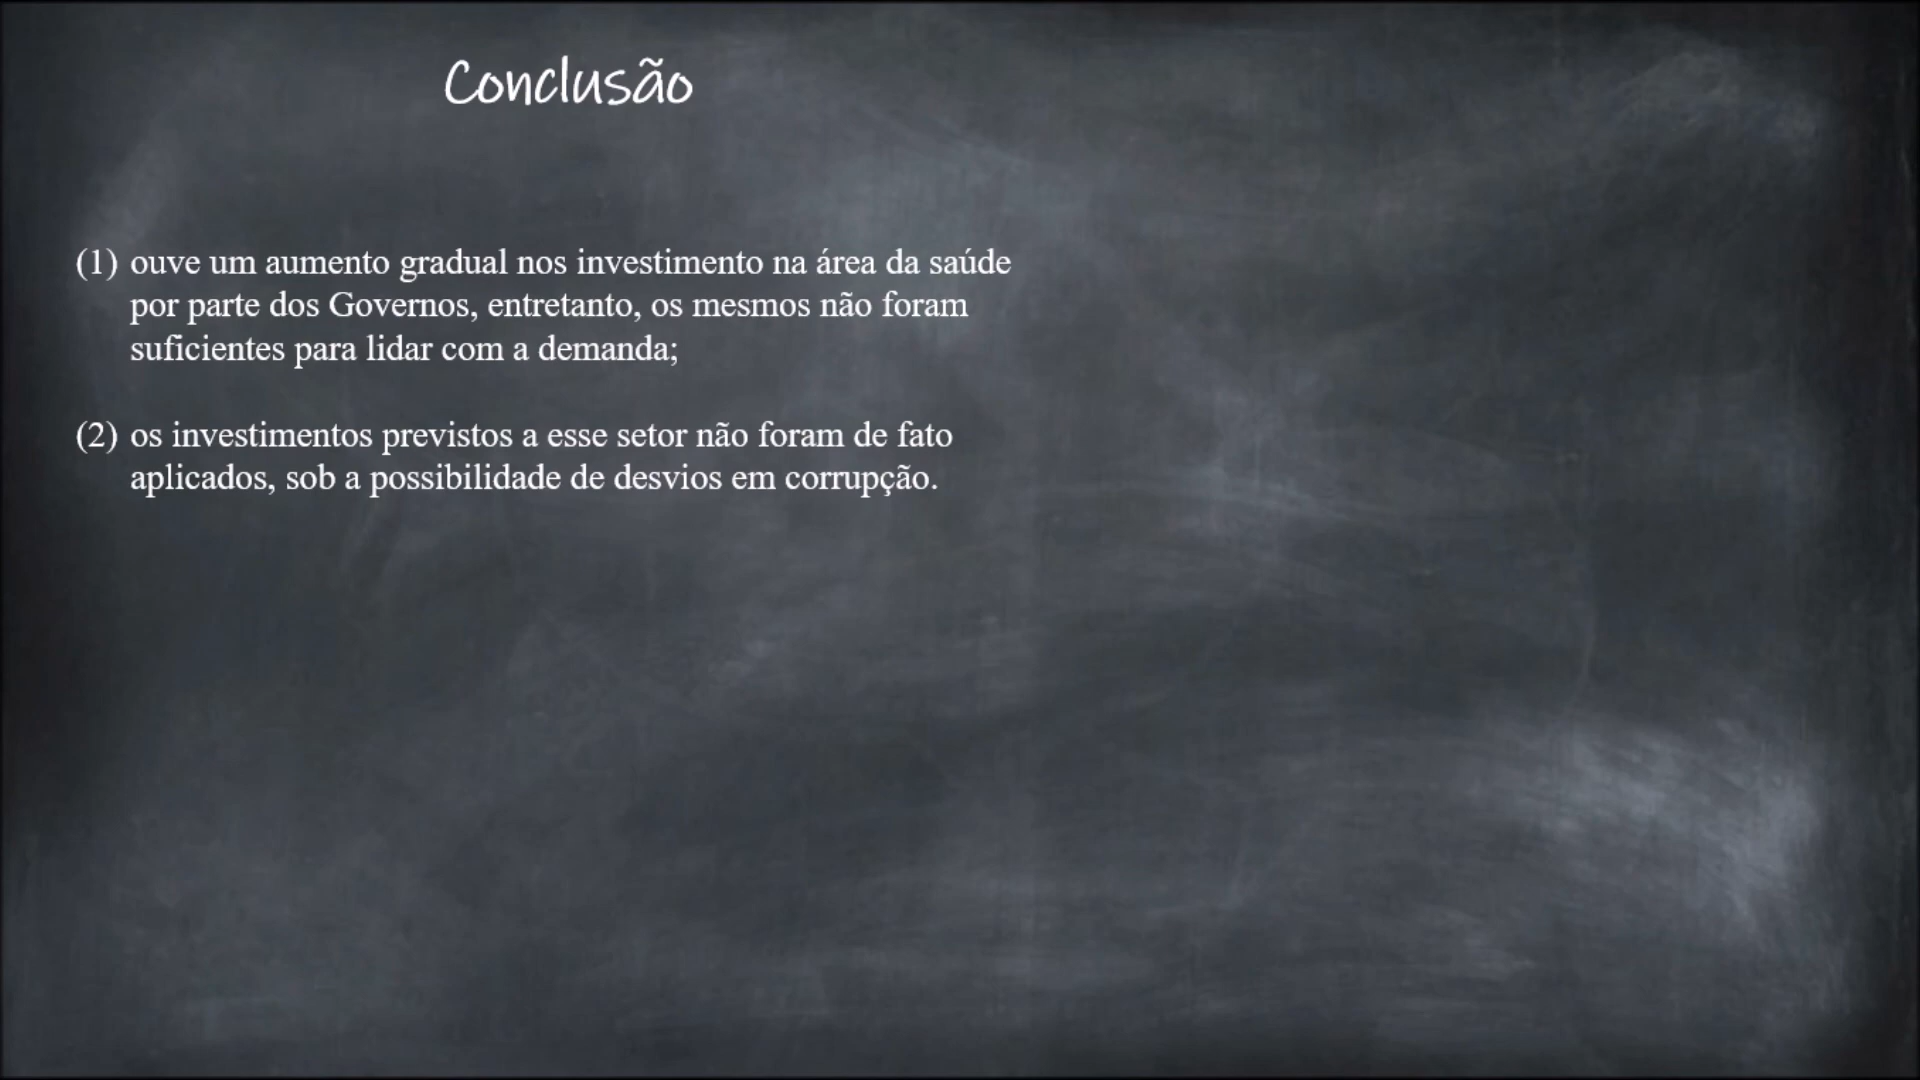 Conclusão
(1) ouve um aumento gradual nos investimento na área da saúde
por parte dos Governos, entretanto, os mesmos não foram
suficientes para lidar com a demanda;
(2) os investimentos previstos a esse setor não foram de fato
aplicados, sob a possibilidade de desvios em corrupção.